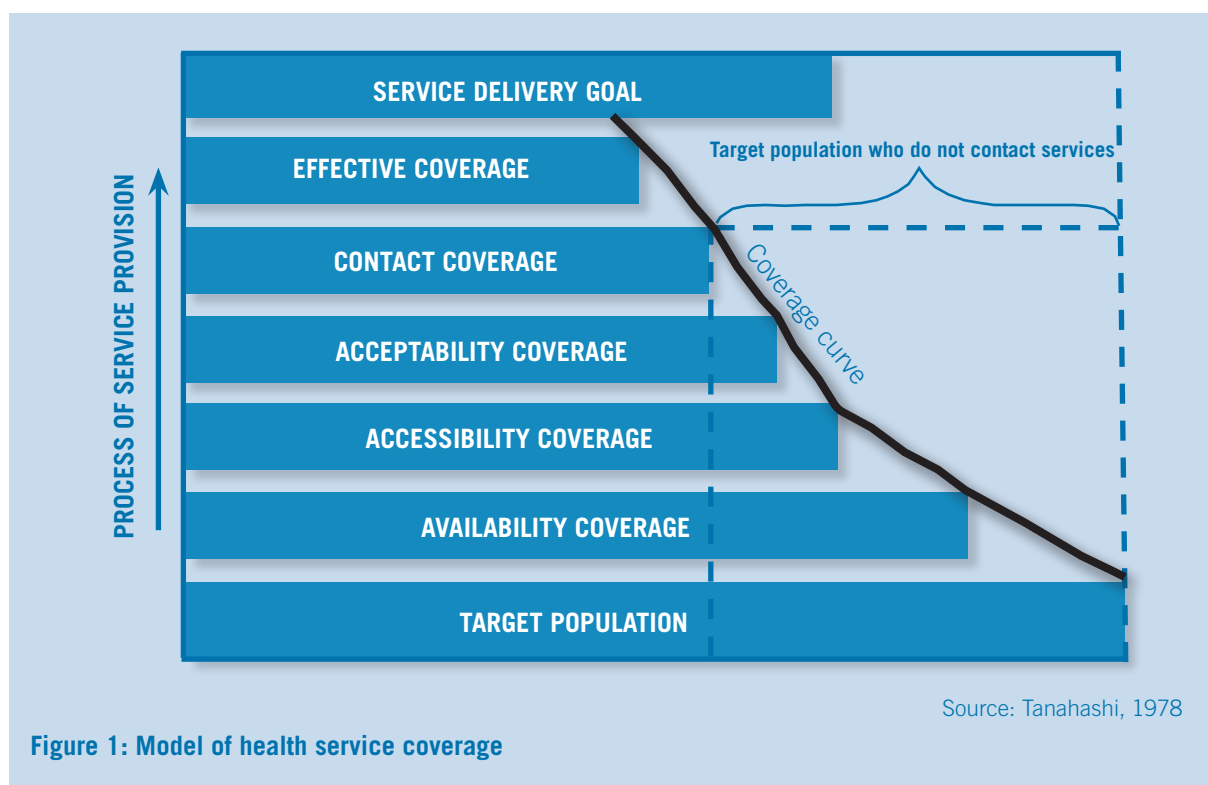 SERVICE DELIVERY GOAL
EFFECTIVE COVERAGE
Target population who do not contact services
CONTACT COVERAGE
Coverage curve
ACCEPTABILITY COVERAGE
ACCESSIBILITY COVERAGE
AVAILABILITY COVERAGE
TARGET POPULATION
PROCESS OF SERVICE PROVISION
Source: Tanahashi, 1978
Figure 1: Model of health service coverage